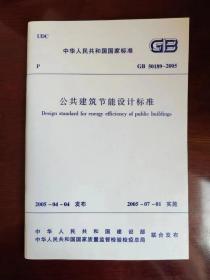 UDC
中华人民共和国国家标准
GB
P
GB 50189-2005
公共建筑节能设计标准
Design standard for energy efficiency of public buildings
2005-04-04 发布
2005-07-01 实施
中华人民共和国建设部
中华人民共和国国家质量监督检验检疫总局
联合发布